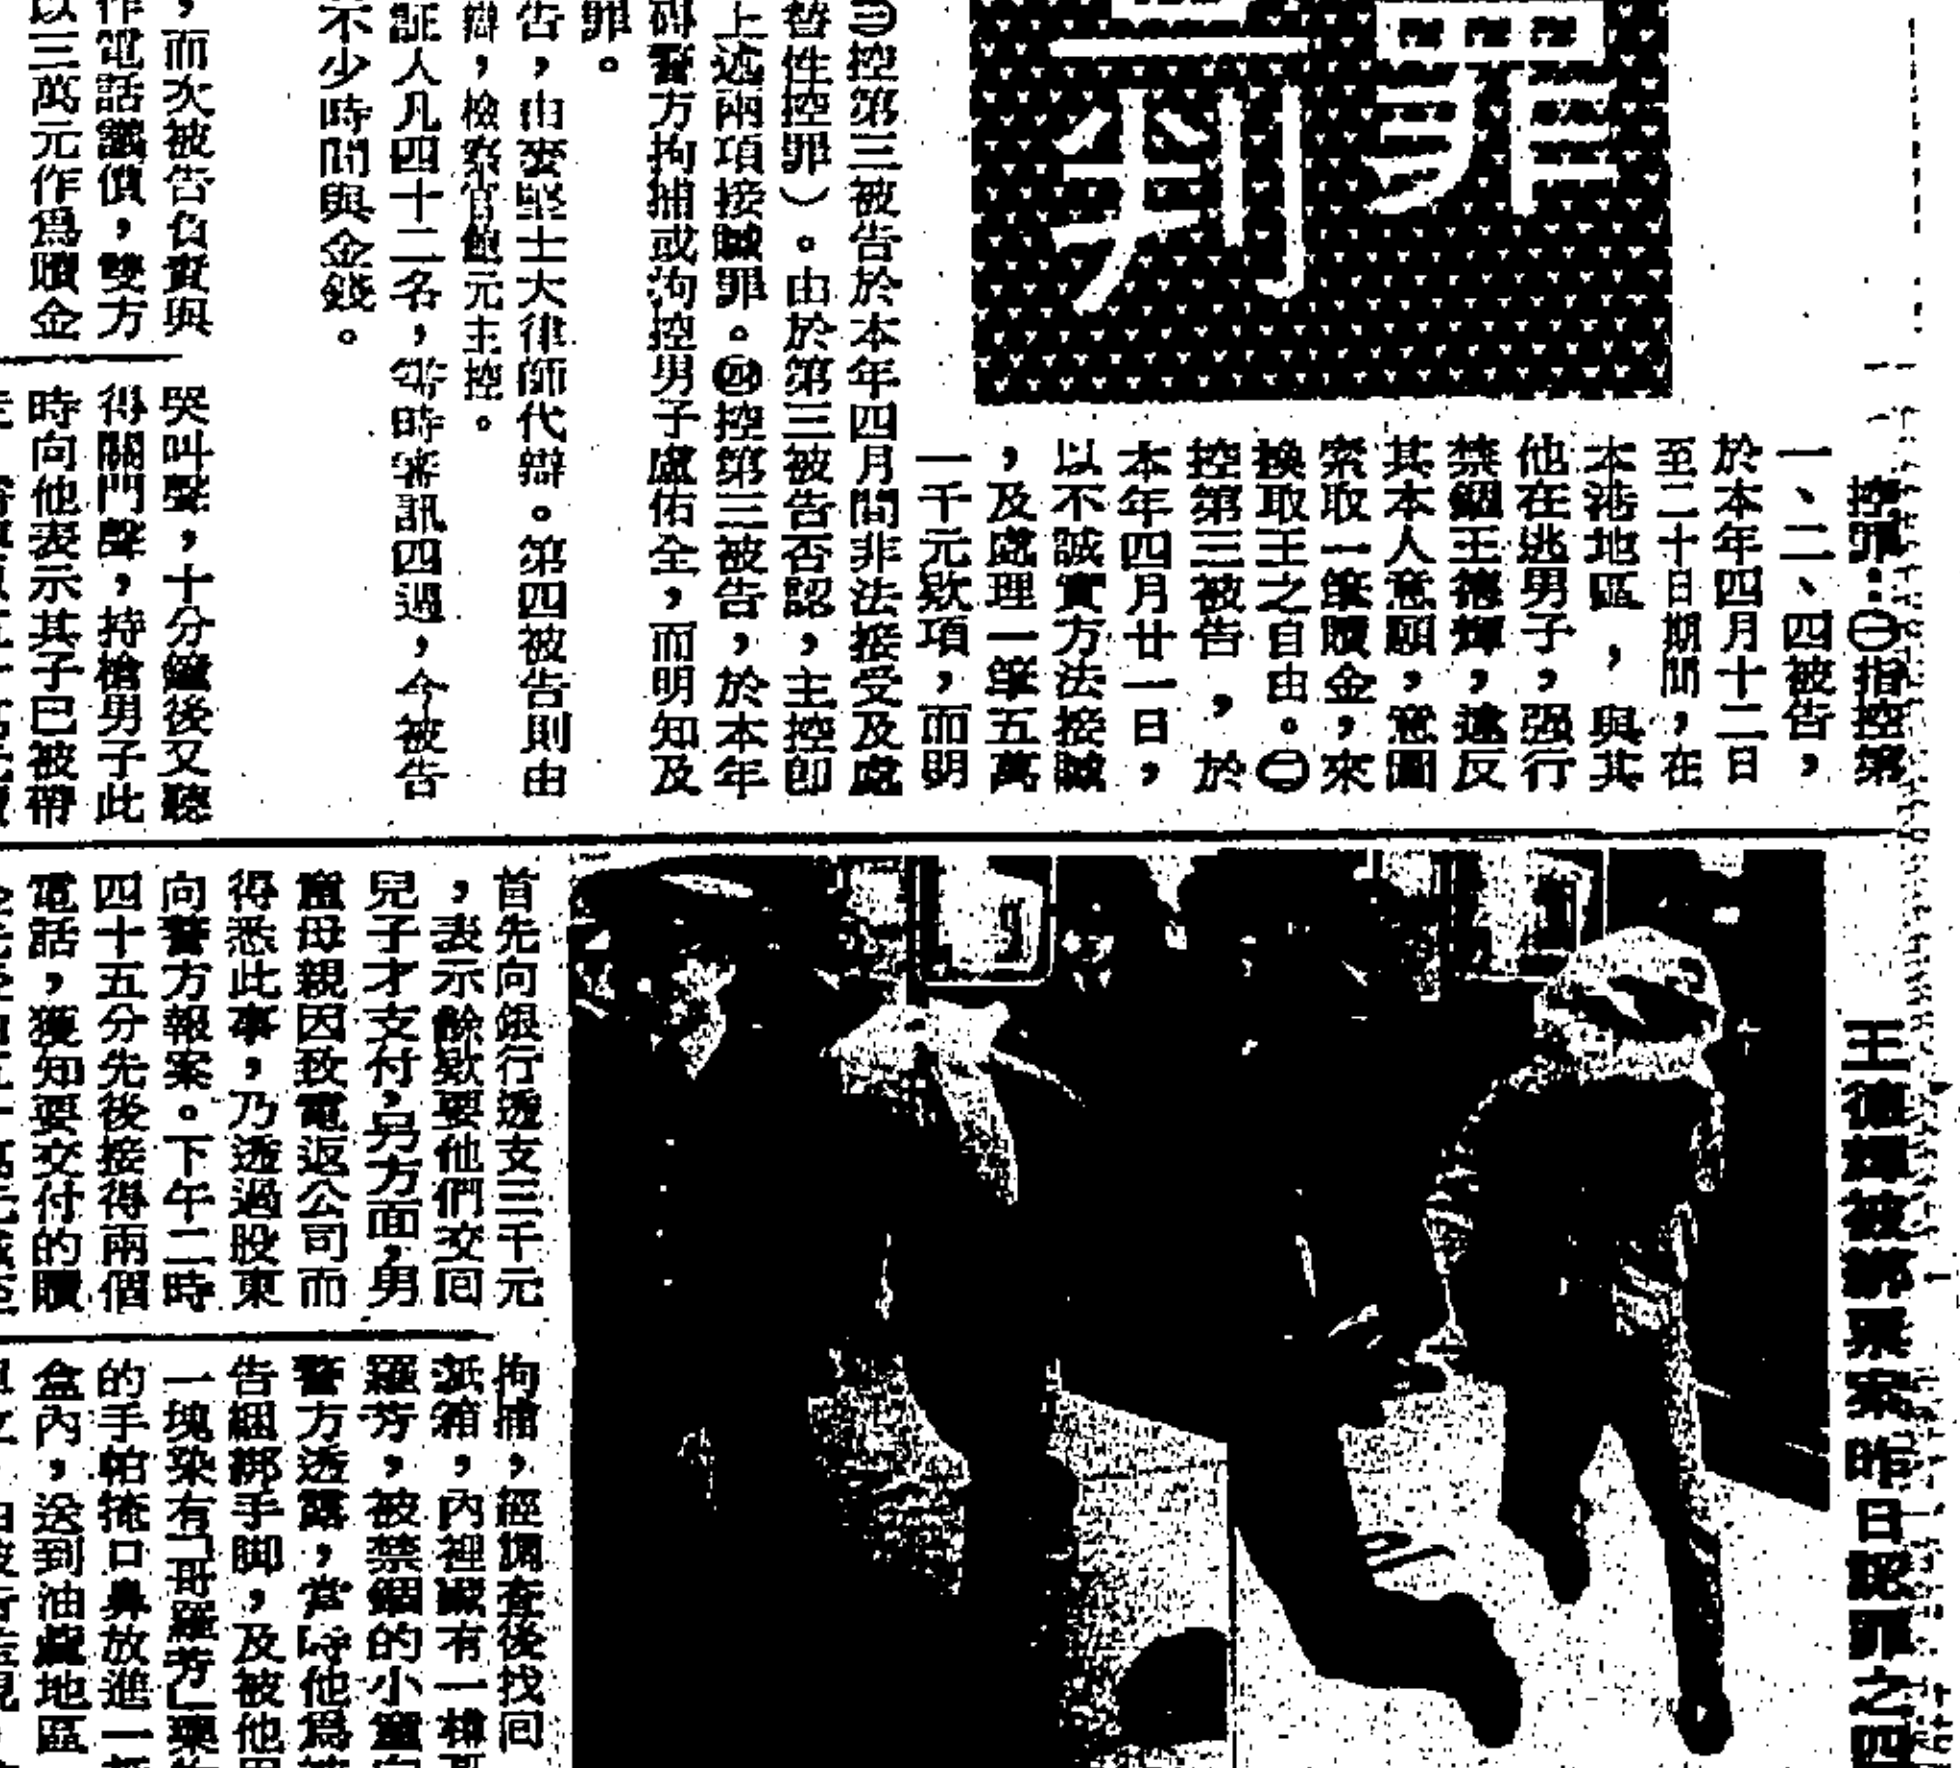 罪
判
控罪：㊀指控第
一、二、四被告，
於本年四月十二日
至二十日期間，在
本港地區，與其
他在逃男子，强行
禁錮王德輝，違反
其本人意願，意圖
索取一筆贖金，來
換取王之自由。㊁
控第三被告，於
本年四月廿一日，
以不誠實方法接贓
，及處理一筆五萬
一千元欵項，而明
㊂控第三被告於本年四月間非法接受及處
替性控罪）。由於第三被告否認，主控卽
上述兩項接贓罪。㊃控第三被告，於本年
碍警方拘捕或拘控男子盧佑全，而明知及
罪。
告，由麥堅士大律師代辯。第四被告則由
辯，檢察官鮑元主控。
証人凡四十二名，需時審訊四週，今被告
不少時間與金錢。
，而次被告負責與
作電話議價，雙方
以三萬元作爲贖金
哭叫聲，十分鐘後又聽
得關門聲，持槍男子此
時向他表示其子已被帶
王德輝被綁票案昨日認罪之四
首先向銀行透支三千元
，表示餘欵要他們交囘
兒子才支付，另方面，男
童母親因致電返公司而
得悉此事，乃透過股東
向警方報案。下午二時
四十五分先後接得兩個
電話，獲知要交付的贖
拘捕，經調查後找囘
紙箱，內裡藏有一樽哥
羅芳，被禁錮的小童向
警方透露，當時他爲被
告綑綁手脚，及被他用
一塊染有「哥羅芳」藥
的手帕掩口鼻放進一紙
盒內，送到油蔴地區